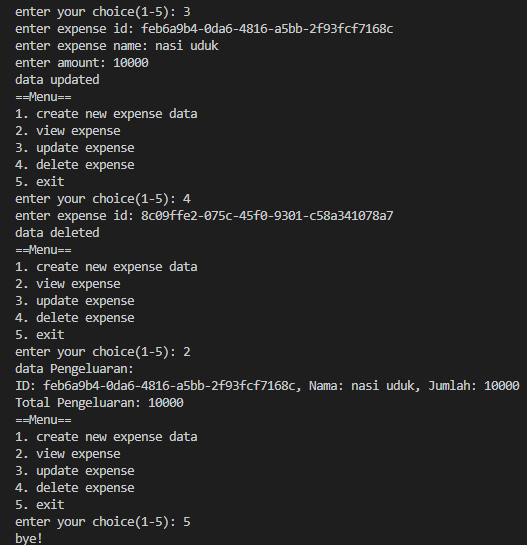 enter your choice(1-5): 3
enter expense id: feb6a9b4-0da6-4816-a5bb-2f93fcf7168c
enter expense name: nasi uduk
enter amount: 10000
data updated
==Menu==
1. create new expense data
2. view expense
3. update expense
4. delete expense
5. exit
enter your choice(1-5): 4
enter expense id: 8c09ffe2-075c-45f0-9301-c58a341078a7
data deleted
==Menu==
1. create new expense data
2. view expense
3. update expense
4. delete expense
5. exit
enter your choice(1-5): 2
data Pengeluaran:
ID: feb6a9b4-0da6-4816-a5bb-2f93fcf7168c, Nama: nasi uduk, Jumlah: 10000
Total Pengeluaran: 10000
==Menu==
1. create new expense data
2. view expense
3. update expense
4. delete expense
5. exit
enter your choice(1-5): 5
bye!